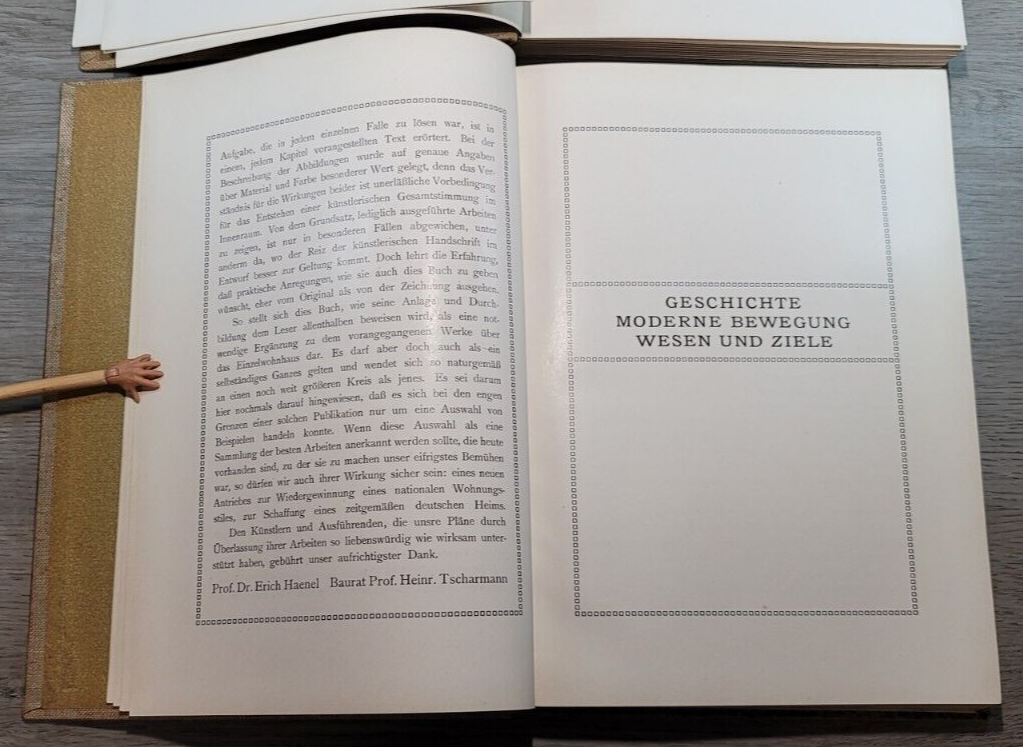 Aufgabe, die in jedem einzelnen Falle zu lösen war, ist in
einem, jedem Kapitel vorangestellten Text erörtert. Bei der
Beschreibung der Abbildungen wurde auf genaue Angaben
über Material und Farbe besonderer Wert gelegt, denn das Ver-
ständnis für die Wirkungen beider ist unerläßliche Vorbedingung
für das Entstehen einer künstlerischen Gesamtstimmung im
Innenraum. Von dem Grundsatz, lediglich ausgeführte Arbeiten
zu zeigen, ist nur in besonderen Fällen abgewichen, unter
anderm da, wo der Reiz der künstlerischen Handschrift im
Entwurf besser zur Geltung kommt. Doch lehrt die Erfahrung,
daß praktische Anregungen, wie sie auch dies Buch zu geben
wünscht, eher vom Original als von der Zeichnung ausgehen.
So stellt sich dies Buch, wie seine Anlage und Durch-
bildung dem Leser allenthalben beweisen wird, als eine not-
wendige Ergänzung zu dem vorangegangenen Werke über
das Einzelwohnhaus dar. Es darf aber doch auch als ein
selbständiges Ganzes gelten und wendet sich so naturgemäß
an einen noch weit größeren Kreis als jenes. Es sei darum
hier nochmals darauf hingewiesen, daß es sich bei den engen
Grenzen einer solchen Publikation nur um eine Auswahl von
Beispielen handeln konnte. Wenn diese Auswahl als eine
Sammlung der besten Arbeiten anerkannt werden sollte, die heute
vorhanden sind, zu der sie zu machen unser eifrigstes Bemühen
war, so dürfen wir auch ihrer Wirkung sicher sein: eines neuen
Antriebes zur Wiedergewinnung eines nationalen Wohnungs-
stiles, zur Schaffung eines zeitgemäßen deutschen Heims.
Den Künstlern und Ausführenden, die unsre Pläne durch
Überlassung ihrer Arbeiten so liebenswürdig wie wirksam unter-
stützt haben, gebührt unser aufrichtigster Dank.
Prof. Dr. Erich Haenel Baurat Prof. Heinr. Tscharmann
GESCHICHTE
MODERNE BEWEGUNG
WESEN UND ZIELE